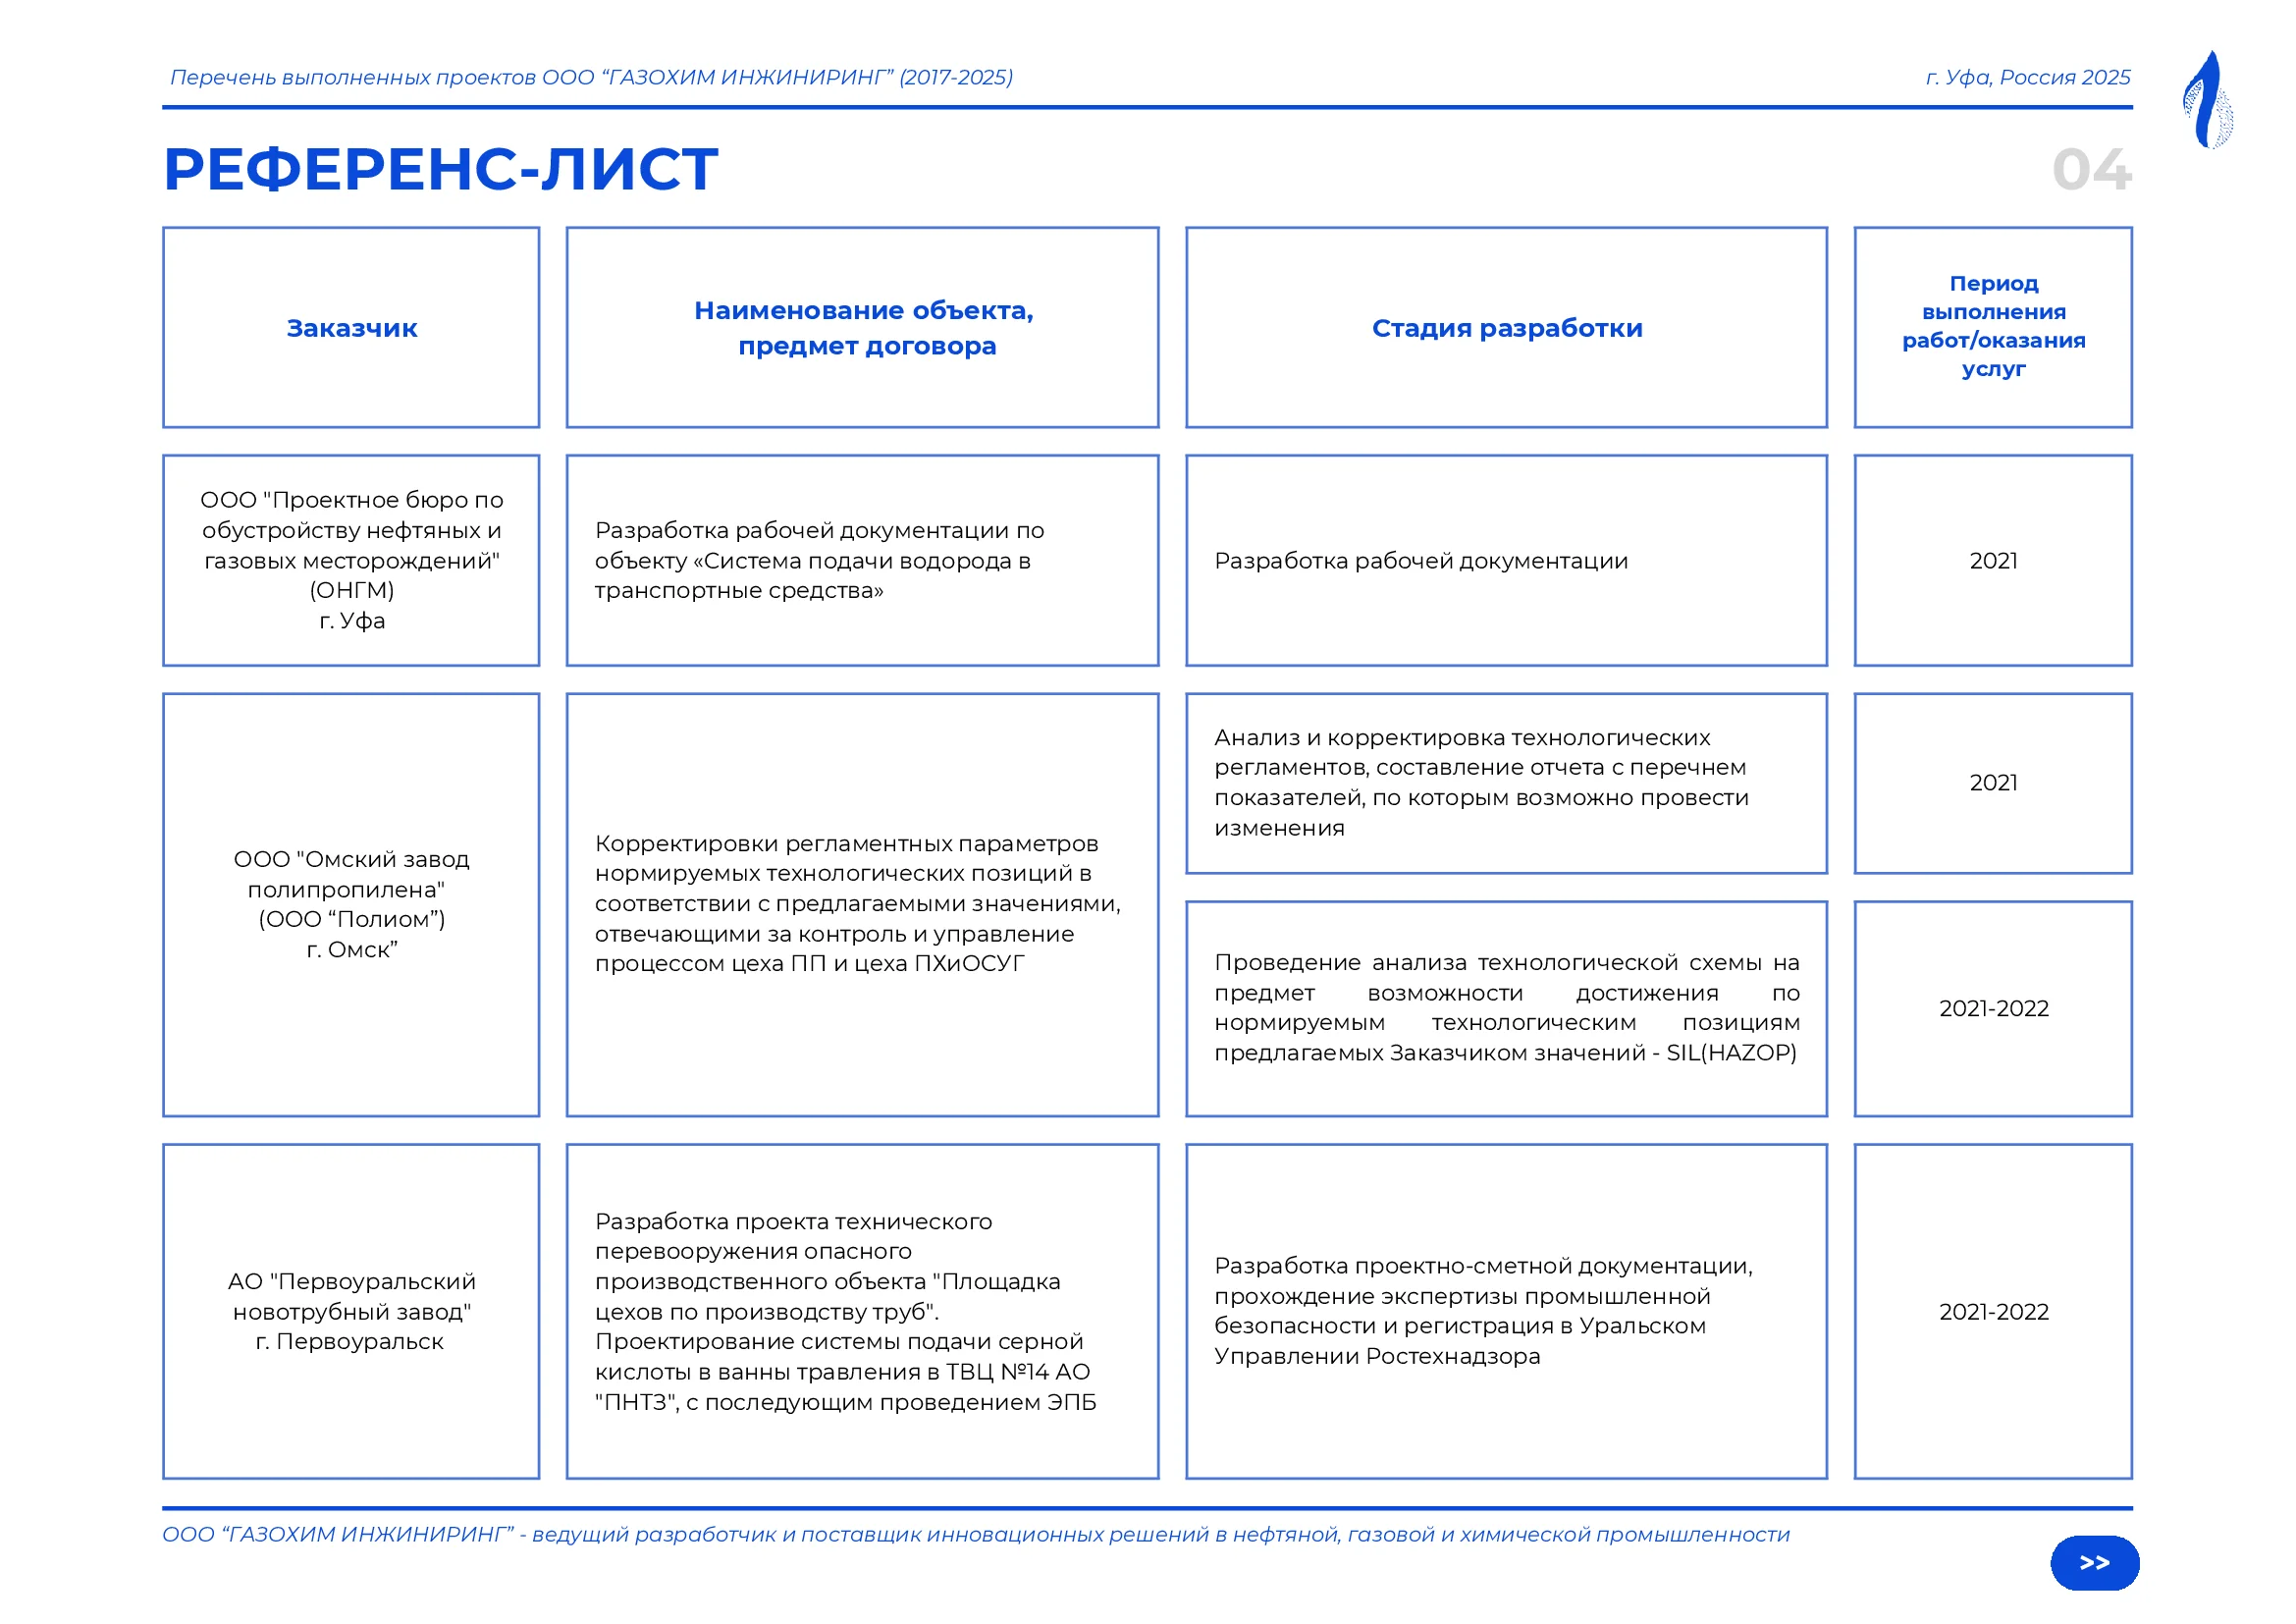 Перечень выполненных проектов ООО “ГАЗОХИМ ИНЖИНИРИНГ” (2017-2025)
г. Уфа, Россия 2025
РЕФЕРЕНС-ЛИСТ
04
Заказчик
Наименование объекта,
предмет договора
Стадия разработки
Период
выполнения
работ/оказания
услуг
ООО "Проектное бюро по
обустройству нефтяных и
газовых месторождений"
(ОНГМ)
г. Уфа
Разработка рабочей документации по
объекту «Система подачи водорода в
транспортные средства»
Разработка рабочей документации
2021
ООО "Омский завод
полипропилена"
(ООО “Полиом”)
г. Омск”
Корректировки регламентных параметров
нормируемых технологических позиций в
соответствии с предлагаемыми значениями,
отвечающими за контроль и управление
процессом цеха ПП и цеха ПХиОСУГ
Анализ и корректировка технологических
регламентов, составление отчета с перечнем
показателей, по которым возможно провести
изменения
2021
Проведение анализа технологической схемы на
предмет возможности достижения по
нормируемым технологическим позициям
предлагаемых Заказчиком значений - SIL(HAZOP)
2021-2022
АО "Первоуральский
новотрубный завод"
г. Первоуральск
Разработка проекта технического
перевооружения опасного
производственного объекта "Площадка
цехов по производству труб".
Проектирование системы подачи серной
кислоты в ванны травления в ТВЦ №14 АО
"ПНТЗ", с последующим проведением ЭПБ
Разработка проектно-сметной документации,
прохождение экспертизы промышленной
безопасности и регистрация в Уральском
Управлении Ростехнадзора
2021-2022
ООО “ГАЗОХИМ ИНЖИНИРИНГ” - ведущий разработчик и поставщик инновационных решений в нефтяной, газовой и химической промышленности
>>